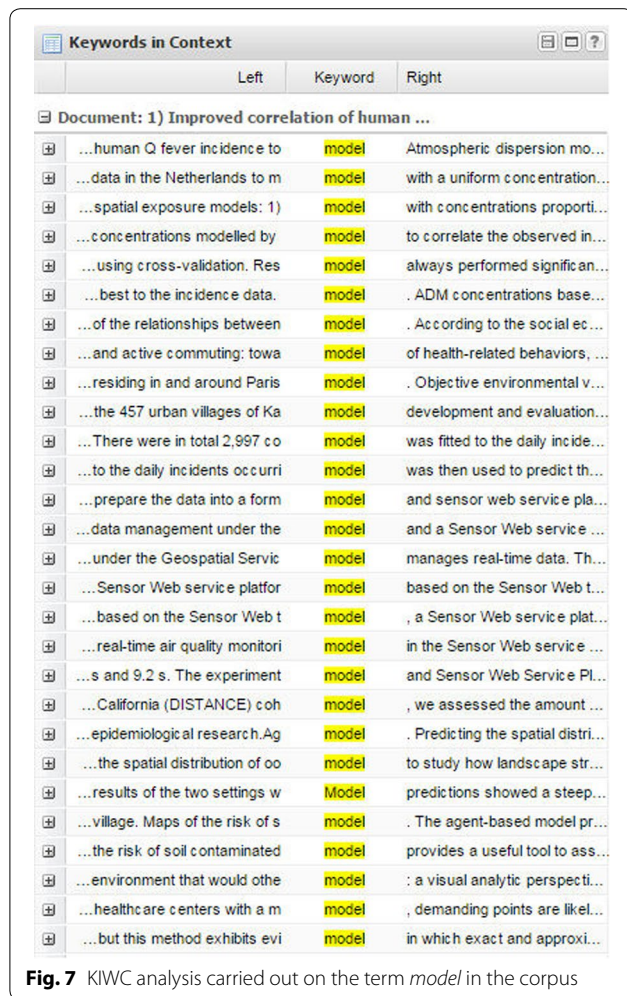 Keywords in Context ?
Left Keyword Right
Document: 1) Improved correlation of human ...
...human Q fever incidence to model Atmospheric dispersion mo...
...data in the Netherlands to m model with a uniform concentration...
...spatial exposure models: 1) model with concentrations proporti...
...concentrations modelled by model to correlate the observed in...
...using cross-validation. Res model always performed significan...
...best to the incidence data. model . ADM concentrations base...
...of the relationships between model . According to the social ec...
...and active commuting: towa model of health-related behaviors, ...
...residing in and around Paris model . Objective environmental v...
...the 457 urban villages of Ka model development and evaluation...
...There were in total 2,997 co model was fitted to the daily incide...
...to the daily incidents occurri model was then used to predict th...
...prepare the data into a form model and sensor web service pla...
...data management under the model and a Sensor Web service ...
...under the Geospatial Servic model manages real-time data. Th...
...Sensor Web service platfor model based on the Sensor Web t...
...based on the Sensor Web t model , a Sensor Web service plat...
...real-time air quality monitori model in the Sensor Web service ...
...s and 9.2 s. The experiment model and Sensor Web Service Pl...
...California (DISTANCE) coh model , we assessed the amount ...
...epidemiological research.Ag model . Predicting the spatial distri...
...the spatial distribution of oo model to study how landscape str...
...results of the two settings w Model predictions showed a steep...
...village. Maps of the risk of s model . The agent-based model pr...
...the risk of soil contaminated model provides a useful tool to ass...
...environment that would othe model : a visual analytic perspecti...
...healthcare centers with a m model , demanding points are likel...
...but this method exhibits evi model in which exact and approxi...
Fig. 7 KIWC analysis carried out on the term model in the corpus